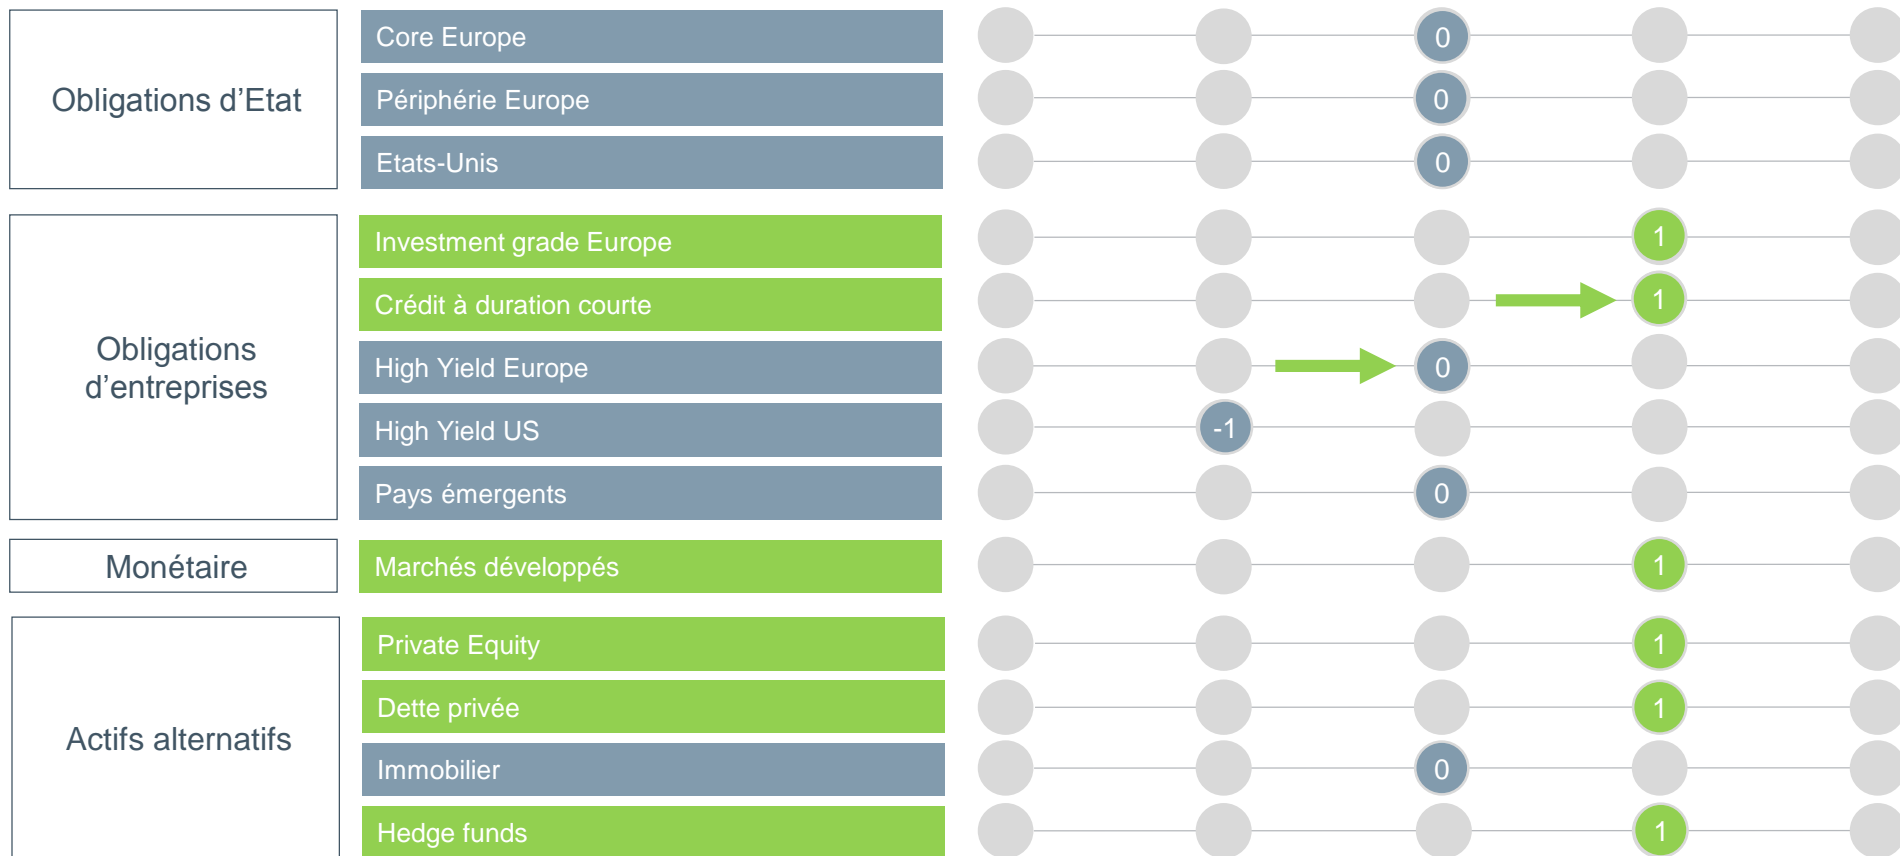 Obligations d’Etat
Core Europe
0
Périphérie Europe
0
Etats-Unis
0
Obligations
d’entreprises
Investment grade Europe
1
Crédit à duration courte
1
High Yield Europe
0
High Yield US
-1
Pays émergents
0
Monétaire
Marchés développés
1
Actifs alternatifs
Private Equity
1
Dette privée
1
Immobilier
0
Hedge funds
1